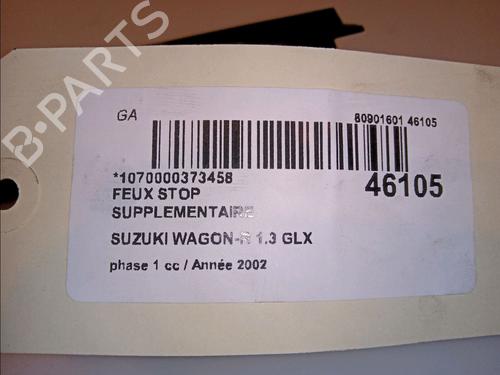 B-PARTS
GA
80901601 46105
*1070000373458
46105
FEUX STOP
SUPPLEMENTAIRE
SUZUKI WAGON-R 1.3 GLX
phase 1 cc / Année 2002